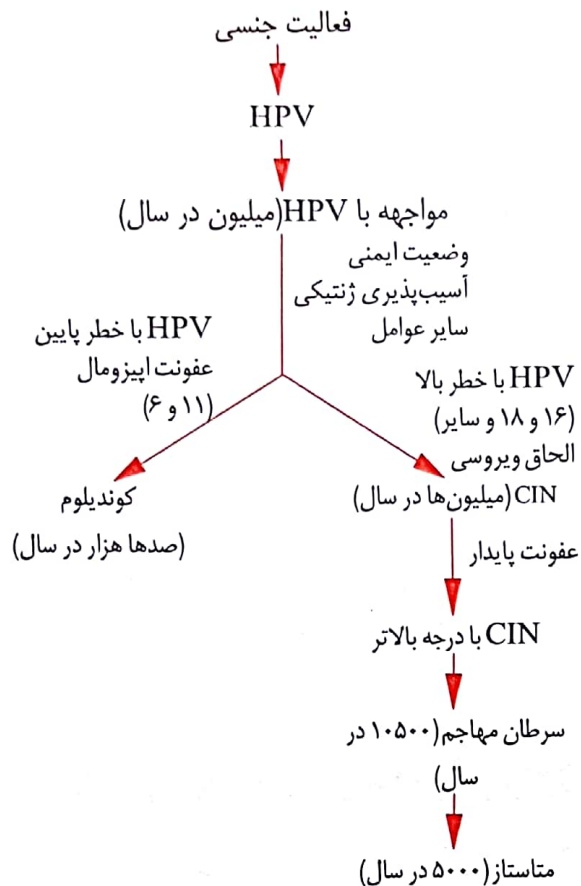 فعالیت جنسی
HPV
مواجهه با HPV(میلیون در سال)
وضعیت ایمنی
آسیب‌پذیری ژنتیکی
سایر عوامل
HPV با خطر پایین
عفونت اپیزومال
(۱۱ و ۶)
HPV با خطر بالا
(۱۶ و ۱۸ و سایر)
الحاق ویروسی
کوندیلوم
(صدها هزار در سال)
CIN(میلیون‌ها در سال)
عفونت پایدار
CIN با درجه بالاتر
سرطان مهاجم(۱۰۵۰۰ در
سال)
متاستاز(۵۰۰۰ در سال)